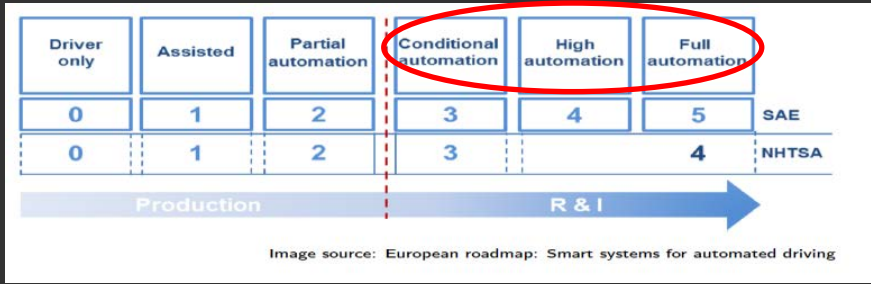 Driver only
Assisted
Partial automation
Conditional automation
High automation
Full automation
0 1 2 3 4 5 SAE
0 1 2 3 4 NHTSA
Production R & I
Image source: European roadmap: Smart systems for automated driving